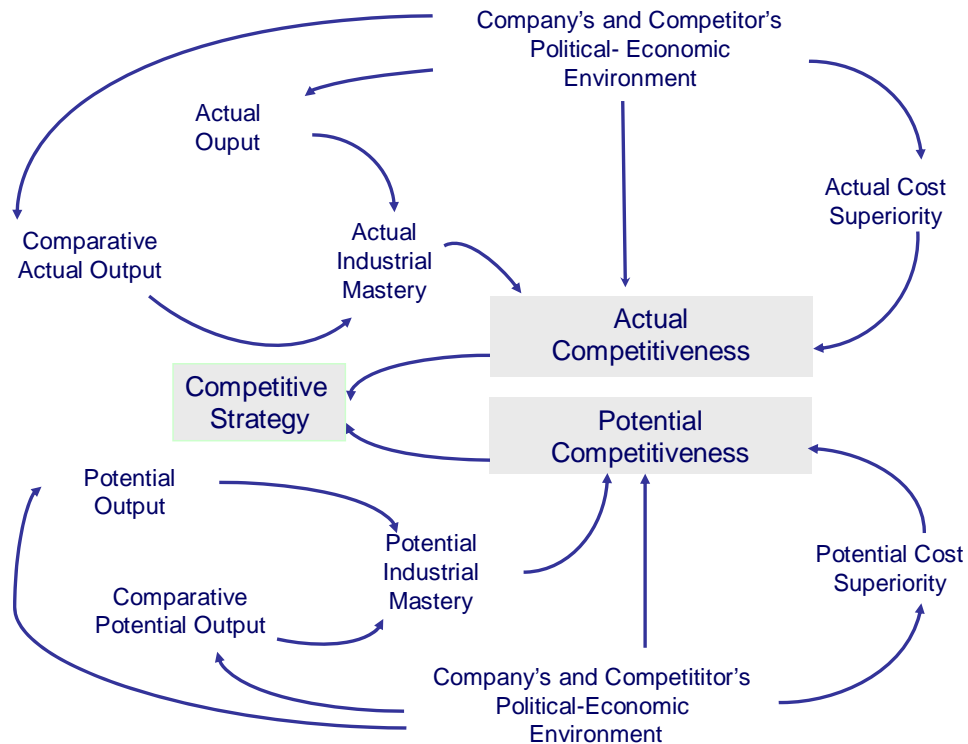 Company’s and Competitor’s
Political- Economic
Environment
Actual
Ouput
Actual Cost
Superiority
Comparative
Actual Output
Actual
Industrial
Mastery
Actual
Competitiveness
Competitive
Strategy
Potential
Competitiveness
Potential
Output
Potential
Industrial
Mastery
Potential Cost
Superiority
Comparative
Potential Output
Company’s and Competititor’s
Political-Economic
Environment